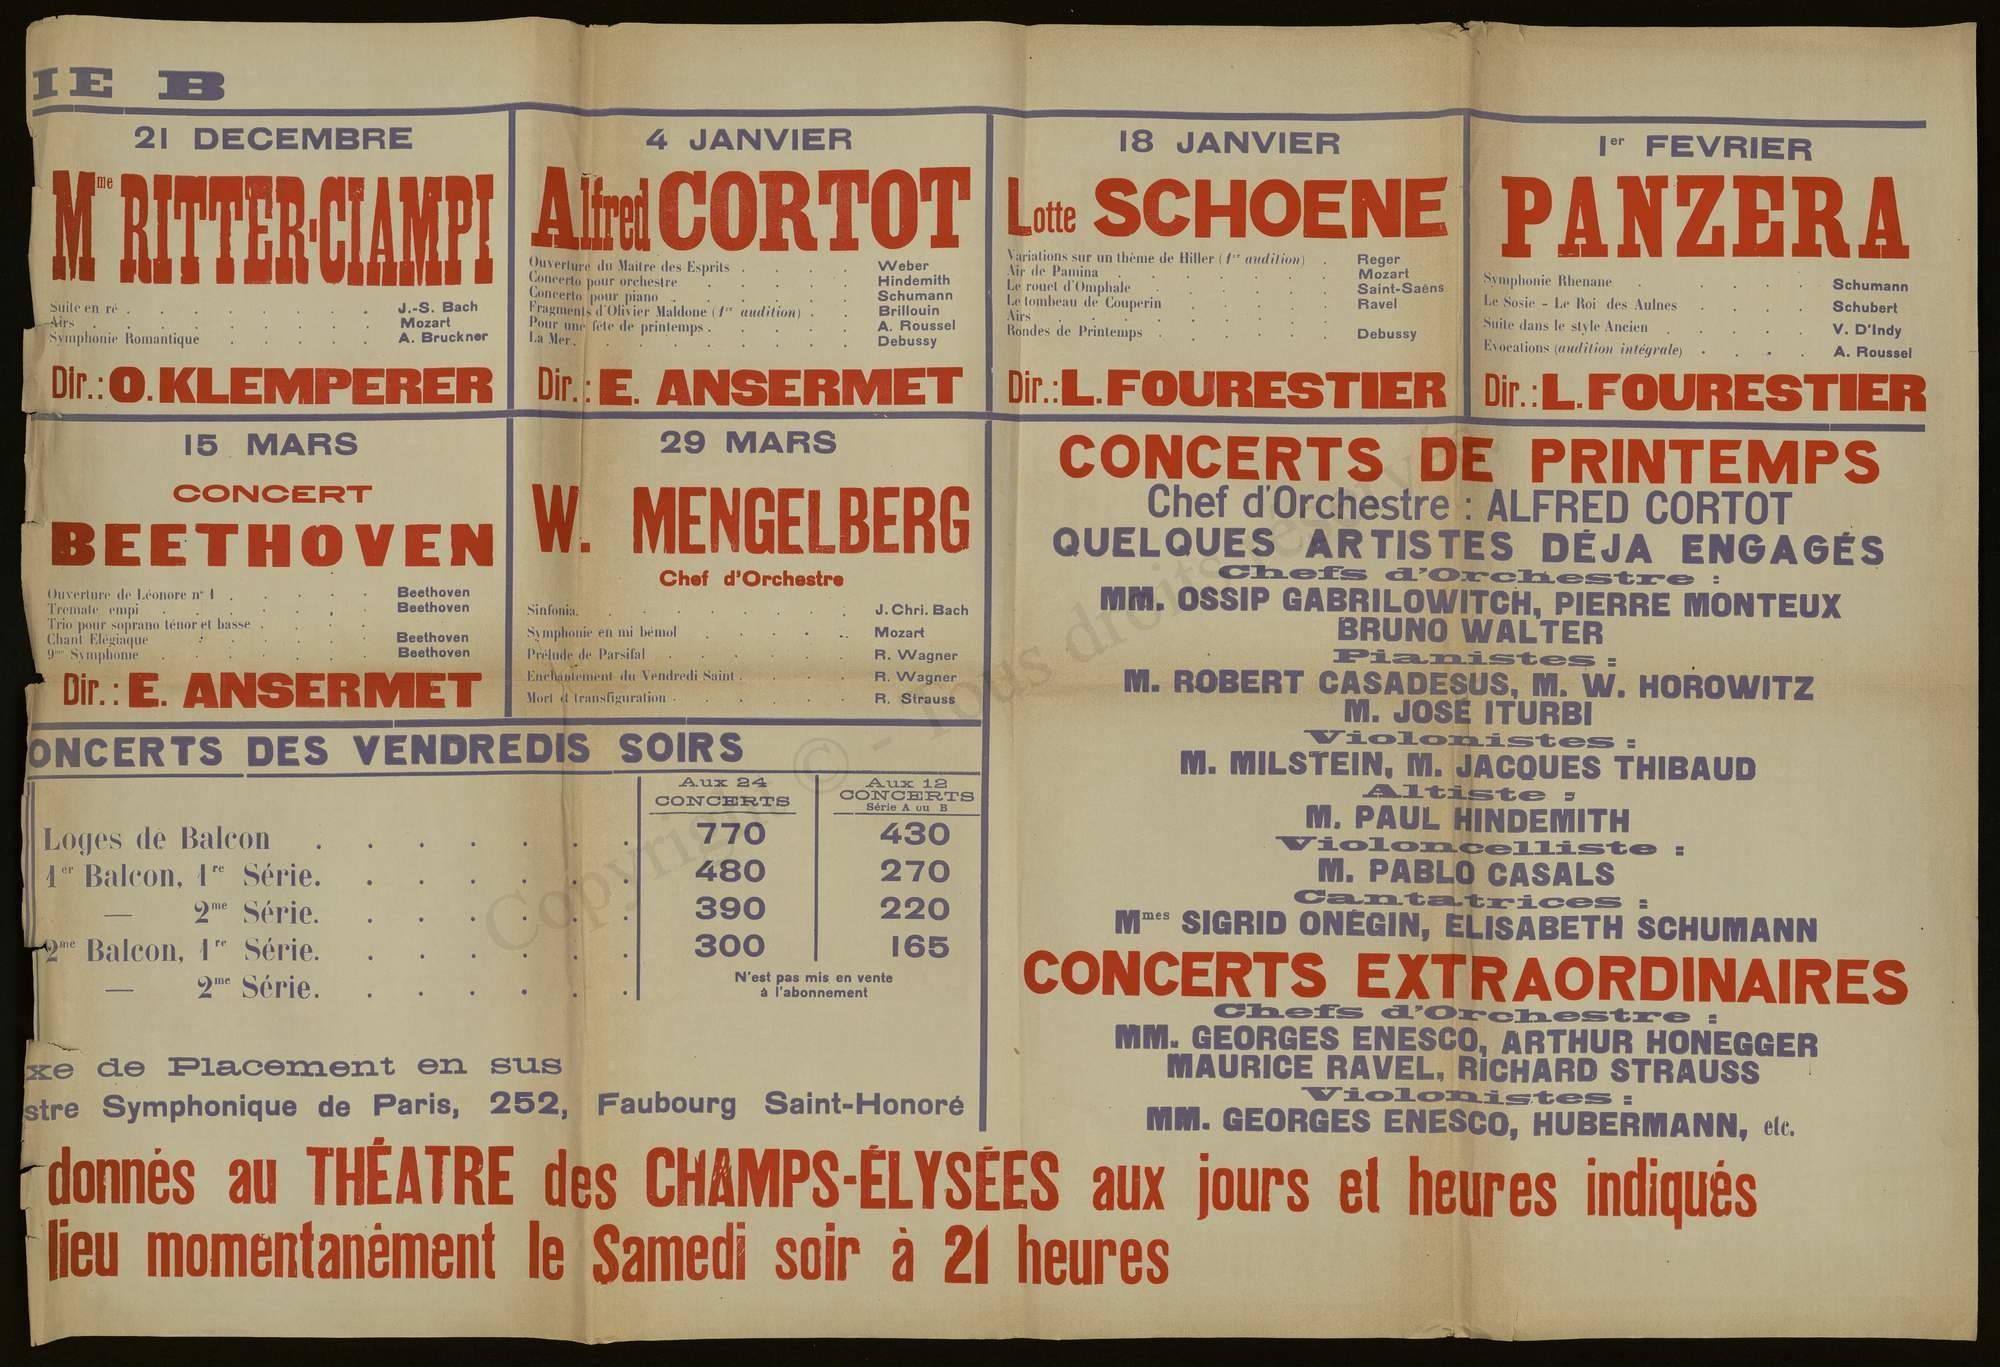 IE B
21 DECEMBRE
Mme RITTER-CIAMPI
Suite en ré . . . . . . . J.-S. Bach
Airs . . . . . . . Mozart
Symphonie Romantique . . . . . A. Bruckner
Dir.: O. KLEMPERER
4 JANVIER
Alfred CORTOT
Ouverture du Maitre des Esprits . . . . Weber
Concerto pour orchestre . . . . . Hindemith
Concerto pour piano . . . . . . Schumann
Fragments d'Olivier Maldone (1re audition) . . Brillouin
Pour une fête de printemps . . . . . A. Roussel
La Mer . . . . . . . . Debussy
Dir.: E. ANSERMET
18 JANVIER
Lotte SCHOENE
Variations sur un thème de Hiller (1re audition) . Reger
Air de Pamina . . . . . . Mozart
Le rouet d'Omphale . . . . . Saint-Saëns
Le tombeau de Couperin . . . . Ravel
Airs . . . . . . .
Rondes de Printemps . . . . . Debussy
Dir.: L. FOURESTIER
1er FEVRIER
PANZERA
Symphonie Rhenane . . . . Schumann
Le Sosie - Le Roi des Aulnes . . . Schubert
Suite dans le style Ancien . . . . V. D'Indy
Evocations (audition intégrale) . . . . A. Roussel
Dir.: L. FOURESTIER
15 MARS
CONCERT
BEETHOVEN
Ouverture de Léonore n° 1 . . . . Beethoven
Tremate empi . . . . . . Beethoven
Trio pour soprano ténor et basse . . . .
Chant Elégiaque . . . . . Beethoven
9me Symphonie . . . . . . Beethoven
Dir.: E. ANSERMET
29 MARS
W. MENGELBERG
Chef d'Orchestre
Sinfonia. . . . . . . . J. Chri. Bach
Symphonie en mi bémol . . . . . Mozart
Prélude de Parsifal . . . . . . R. Wagner
Enchantement du Vendredi Saint . . . . R. Wagner
Mort et transfiguration . . . . . . R. Strauss
CONCERTS DE PRINTEMPS
Chef d'Orchestre : ALFRED CORTOT
QUELQUES ARTISTES DÉJA ENGAGÉS
Chefs d'Orchestre :
MM. OSSIP GABRILOWITCH, PIERRE MONTEUX
BRUNO WALTER
Pianistes :
M. ROBERT CASADESUS, M. W. HOROWITZ
M. JOSÉ ITURBI
Violonistes :
M. MILSTEIN, M. JACQUES THIBAUD
Altiste :
M. PAUL HINDEMITH
Violoncelliste :
M. PABLO CASALS
Cantatrices :
Mmes SIGRID ONÉGIN, ELISABETH SCHUMANN
CONCERTS EXTRAORDINAIRES
Chefs d'Orchestre :
MM. GEORGES ENESCO, ARTHUR HONEGGER
MAURICE RAVEL, RICHARD STRAUSS
Violonistes :
MM. GEORGES ENESCO, HUBERMANN, etc.
ONCERTS DES VENDREDIS SOIRS
Aux 24 CONCERTS
Aux 12 CONCERTS Série A ou B
Loges de Balcon . . . . . . . 770 430
1er Balcon, 1re Série. . . . . . . 480 270
— 2me Série. . . . . . . 390 220
2me Balcon, 1re Série. . . . . . . 300 165
— 2me Série. . . . . . . N'est pas mis en vente
à l'abonnement
xe de Placement en sus
stre Symphonique de Paris, 252, Faubourg Saint-Honoré
donnés au THÉATRE des CHAMPS-ÉLYSÉES aux jours et heures indiqués
lieu momentanément le Samedi soir à 21 heures
Copyright © - Tous droits réservés